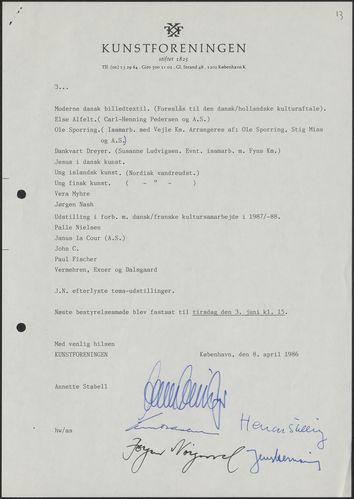 13
KUNSTFORENINGEN
stiftet 1825
Tlf. (01) 13 29 64 . Giro 500 11 02 . Gl. Strand 48 . 1202 København K
3...
Moderne dansk billedtextil. (Foreslås til den dansk/hollandske kulturaftale).
Else Alfelt.( Carl-Henning Pedersen og A.S.)
Ole Sporring.( Isamarb. med Vejle Km. Arrangeres af: Ole Sporring, Stig Miss
og A.S.)
Dankvart Dreyer. (Susanne Ludvigsen. Evnt. isamarb. m. Fyns Km.)
Jesus i dansk kunst.
Ung islandsk kunst. (Nordisk vandreudst.)
Ung finsk kunst. ( - " - )
Vera Myhre
Jørgen Nash
Udstilling i forb. m. dansk/franske kultursamarbejde i 1987/-88.
Palle Nielsen
Janus la Cour (A.S.)
John C.
Paul Fischer
Vermehren, Exner og Dalsgaard
J.N. efterlyste tema-udstillinger.
Næste bestyrelsesmøde blev fastsat til tirsdag den 3. juni kl. 15.
Med venlig hilsen
KUNSTFORENINGEN København, den 8. april 1986
Annette Stabell
hw/as